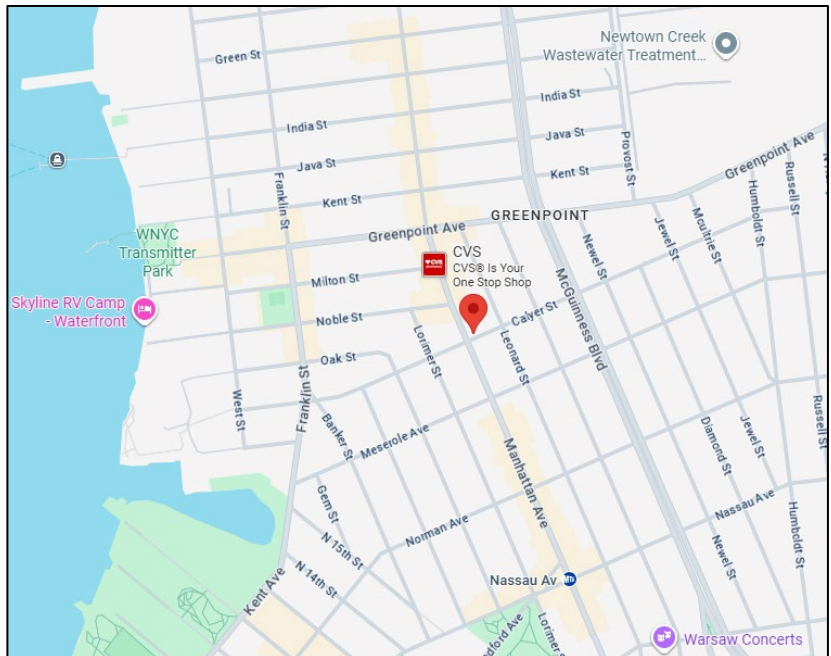 Newtown Creek
Wastewater Treatment...
Green St
India St
India St
Java St
Java St
Provost St
Kent St
Kent St
Franklin St
Greenpoint Ave
Humboldt St
Russell St
Moultrie St
Jewel St
GREENPOINT
Newel St
WNYC
Transmitter
Park
Greenpoint Ave
CVS
CVS pharmacy
CVS® Is Your
One Stop Shop
Milton St
McGuinness Blvd
Skyline RV Camp
- Waterfront
Noble St
Calyer St
Lorimer St
Leonard St
Oak St
Franklin St
West St
Banker St
Meserole Ave
Manhattan Ave
Russell St
Jewel St
Diamond St
Gem St
Norman Ave
Nassau Ave
Humboldt St
Newel St
N 15th St
N 14th St
Kent Ave
Nassau Av
Lorimer St
Warsaw Concerts